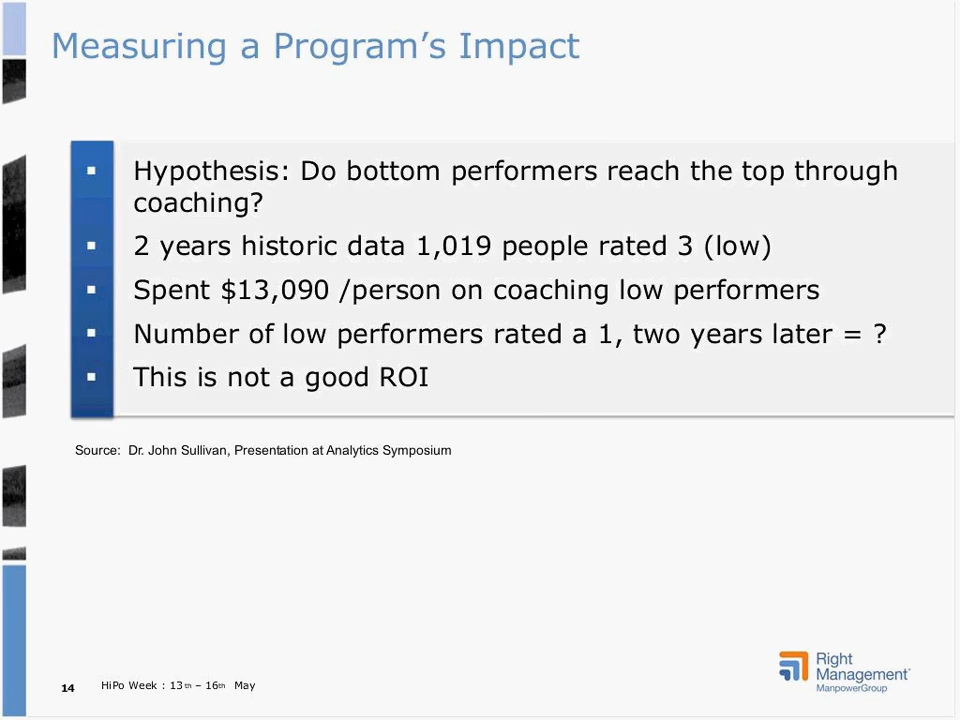 Measuring a Program’s Impact
▪ Hypothesis: Do bottom performers reach the top through
coaching?
▪ 2 years historic data 1,019 people rated 3 (low)
▪ Spent $13,090 /person on coaching low performers
▪ Number of low performers rated a 1, two years later = ?
▪ This is not a good ROI
Source: Dr. John Sullivan, Presentation at Analytics Symposium
14 HiPo Week : 13th – 16th May
Right
Management
ManpowerGroup